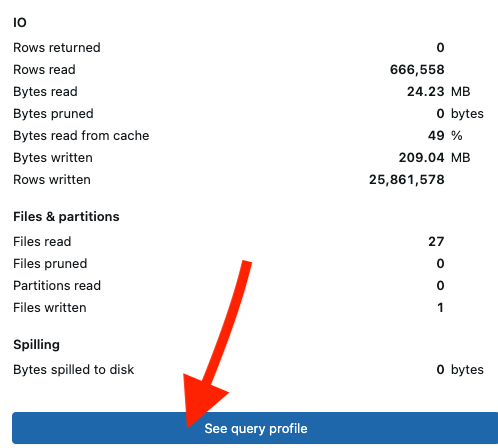 IO
Rows returned 0
Rows read 666,558
Bytes read 24.23 MB
Bytes pruned 0 bytes
Bytes read from cache 49 %
Bytes written 209.04 MB
Rows written 25,861,578
Files & partitions
Files read 27
Files pruned 0
Partitions read 0
Files written 1
Spilling
Bytes spilled to disk 0 bytes
See query profile